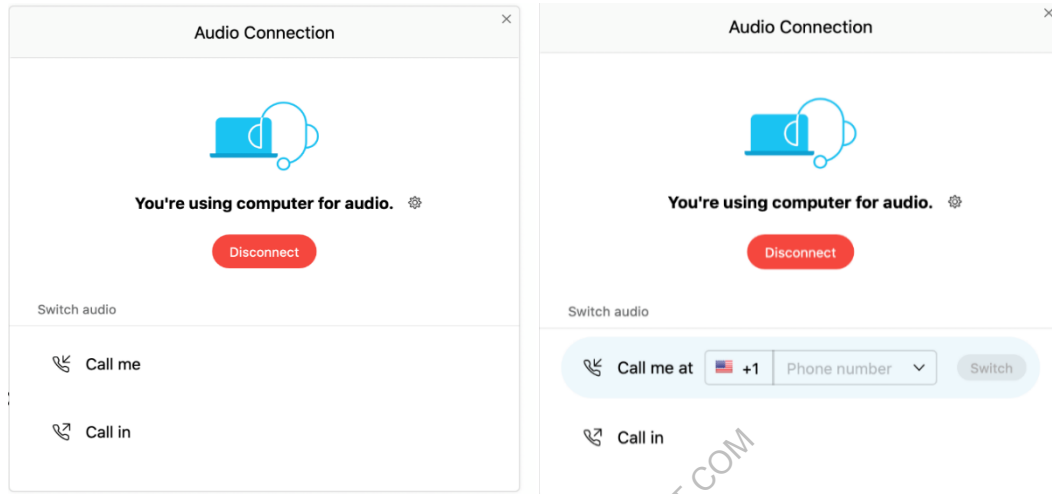 Audio Connection
You're using computer for audio.
Disconnect
Switch audio
Call me
Call in
Audio Connection
You're using computer for audio.
Disconnect
Switch audio
Call me at +1 Phone number Switch
Call in
COM